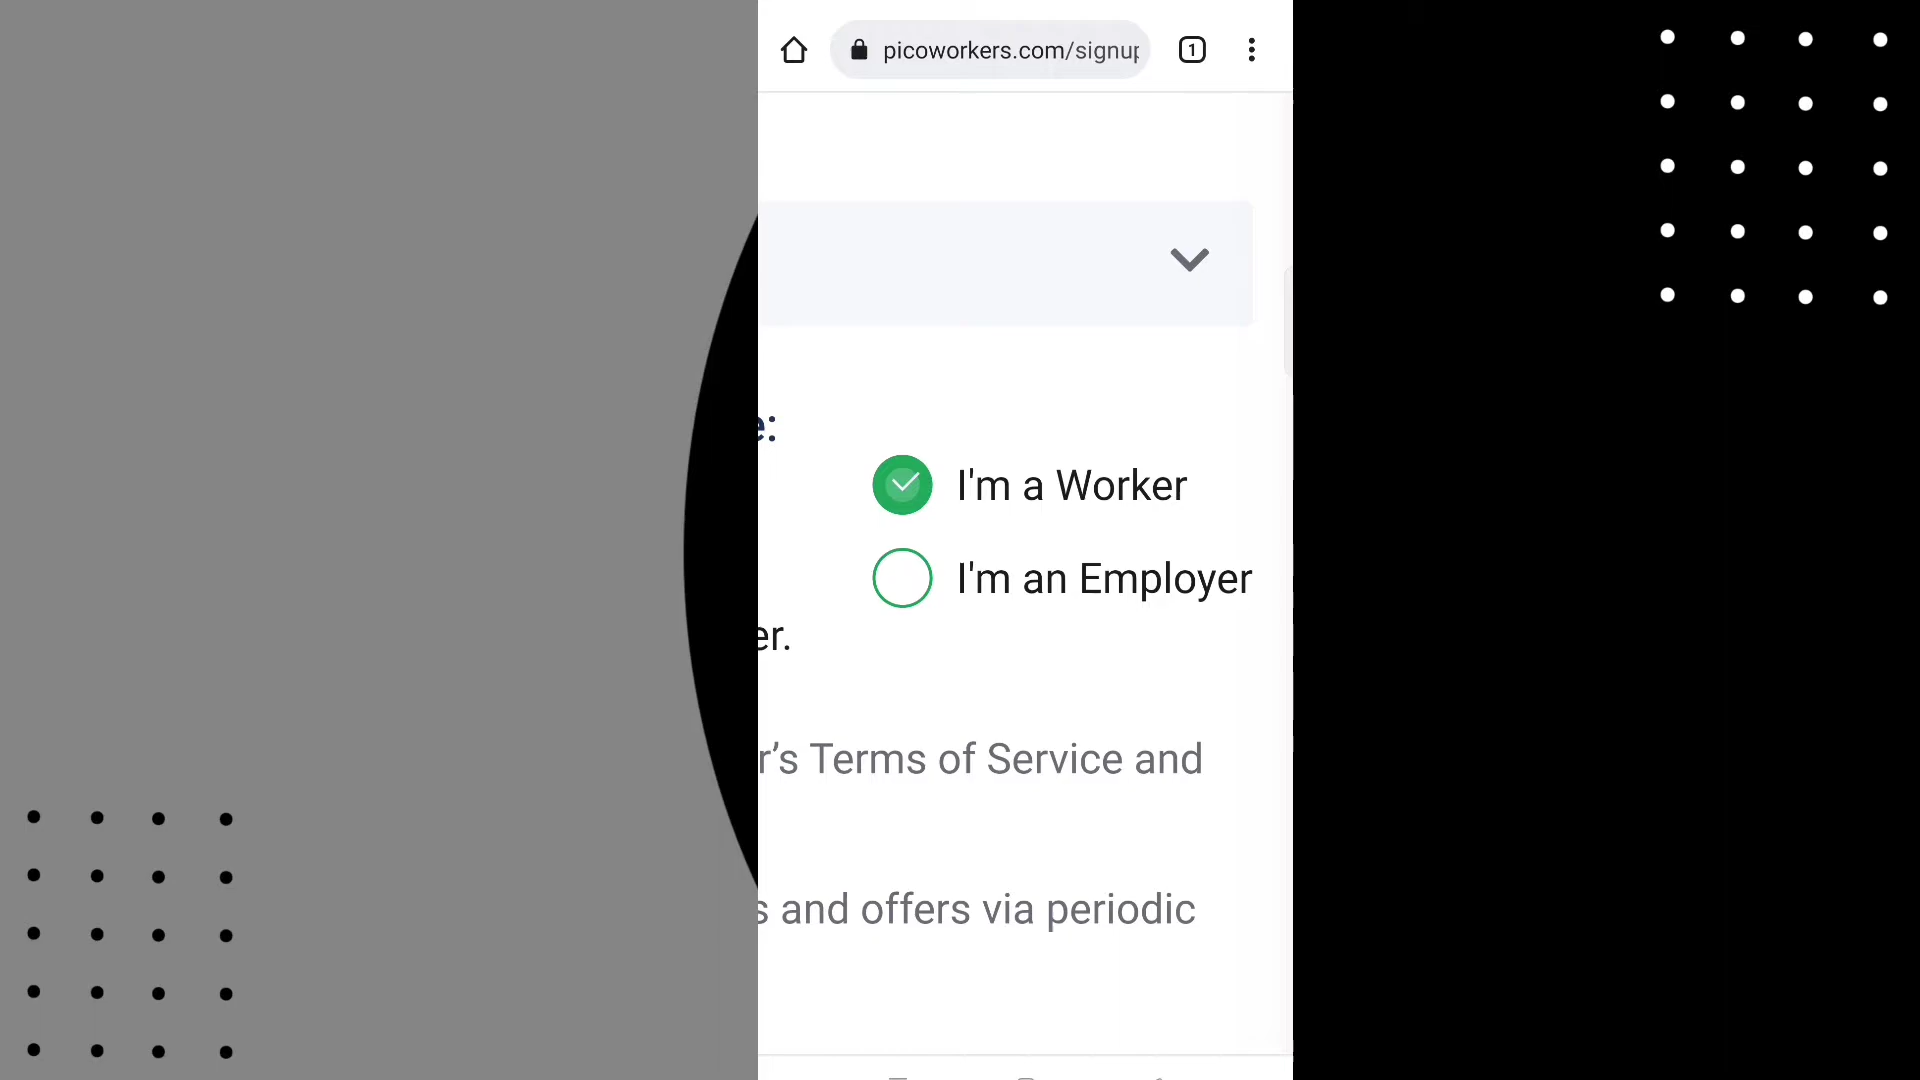 picoworkers.com/signup
1
e:
I'm a Worker
I'm an Employer
er.
r’s Terms of Service and
s and offers via periodic